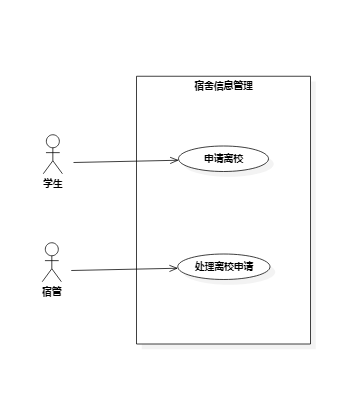 宿舍信息管理
申请离校
学生
处理离校申请
宿管